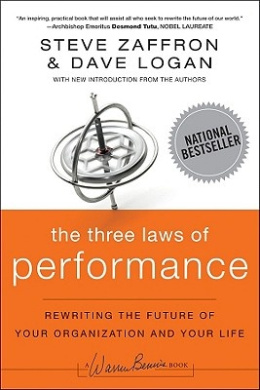 "An inspiring, practical book that will assist all who seek to rewrite the future of our world."
—Archbishop Emeritus Desmond Tutu, NOBEL LAUREATE
STEVE ZAFFRON
& DAVE LOGAN
WITH NEW INTRODUCTION FROM THE AUTHORS
NATIONAL
BESTSELLER
the three laws of
performance
REWRITING THE FUTURE OF
YOUR ORGANIZATION AND YOUR LIFE
A Warren Bennis BOOK